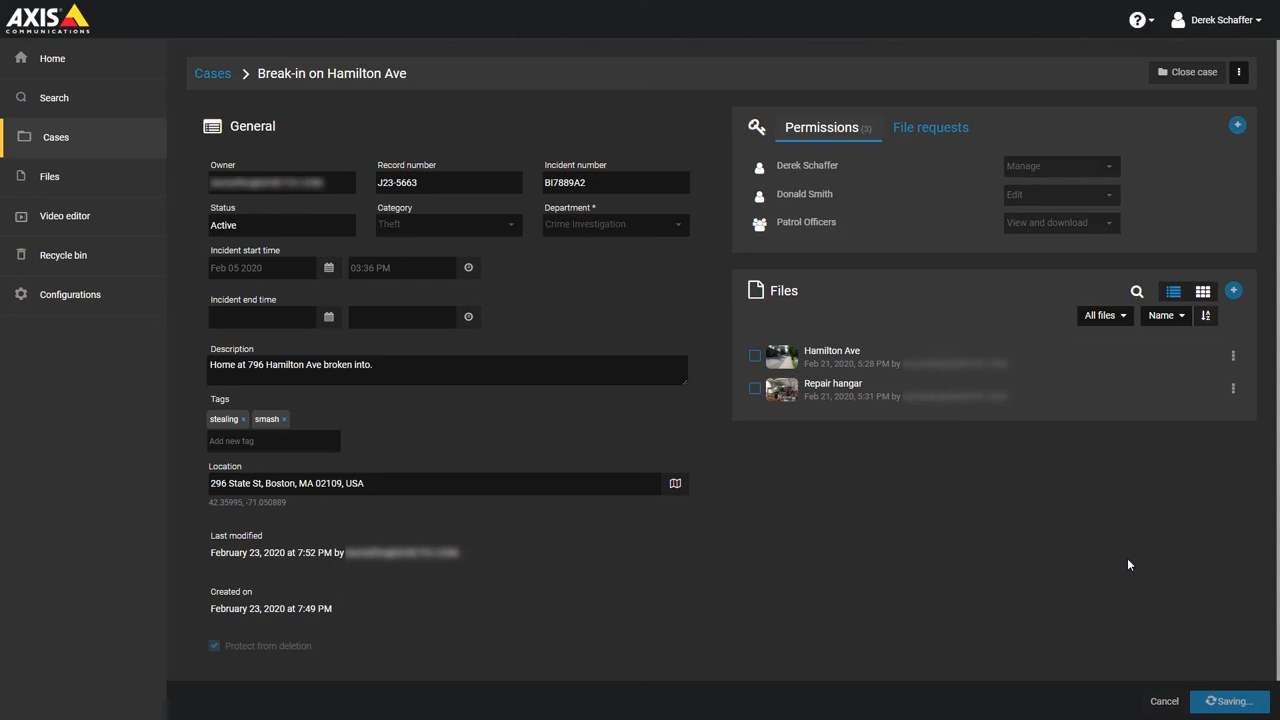 AXIS
COMMUNICATIONS
Derek Schaffer
Home
Search
Cases
Files
Video editor
Recycle bin
Configurations
Cases > Break-in on Hamilton Ave
Close case
General
Owner
Record number
Incident number
J23-5663
BI7889A2
Status
Category
Department *
Active
Theft
Crime Investigation
Incident start time
Feb 05 2020
03:36 PM
Incident end time
Description
Home at 796 Hamilton Ave broken into.
Tags
stealing ×
smash ×
Add new tag
Location
296 State St, Boston, MA 02109, USA
42.35995, -71.050889
Last modified
February 23, 2020 at 7:52 PM by
Created on
February 23, 2020 at 7:49 PM
Protect from deletion
Permissions (3)
File requests
Derek Schaffer
Manage
Donald Smith
Edit
Patrol Officers
View and download
Files
All files
Name
Hamilton Ave
Feb 21, 2020, 5:28 PM by
Repair hangar
Feb 21, 2020, 5:31 PM by
Cancel
Saving...